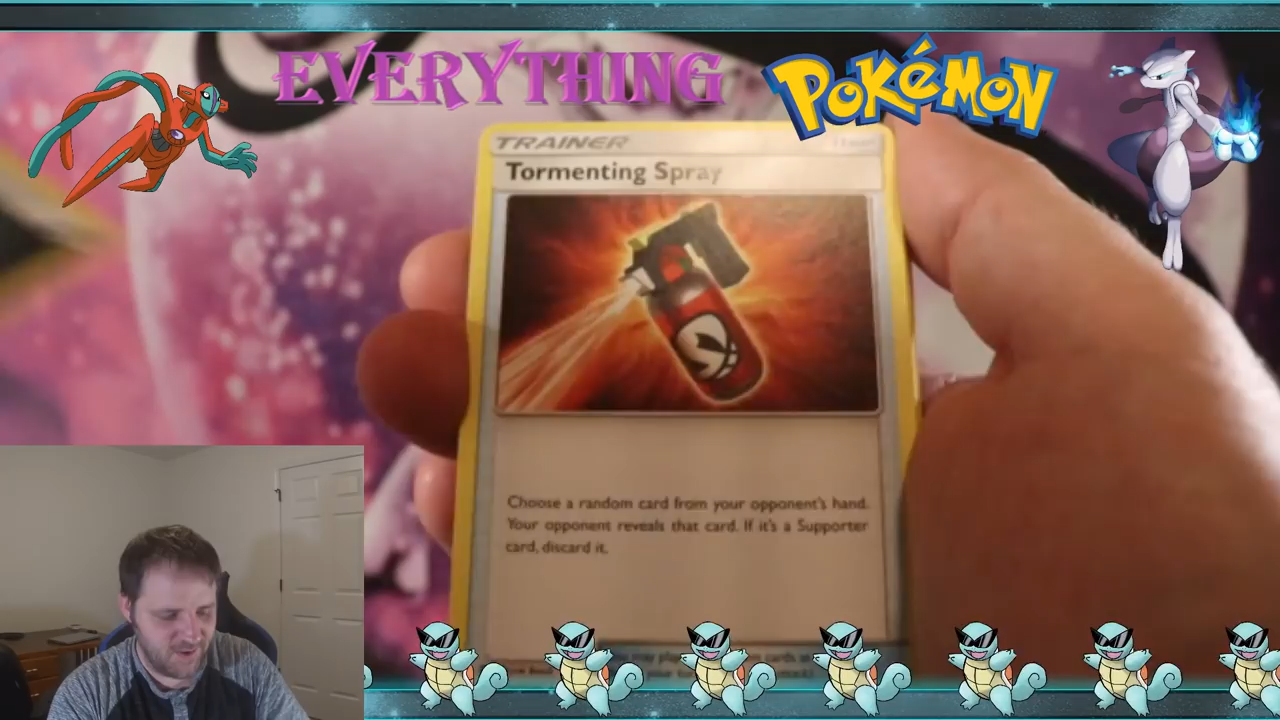 EVERYTHING POKéMON
TRAINER
Tormenting Spray
Choose a random card from your opponent's hand.
Your opponent reveals that card. If it's a Supporter
card, discard it.